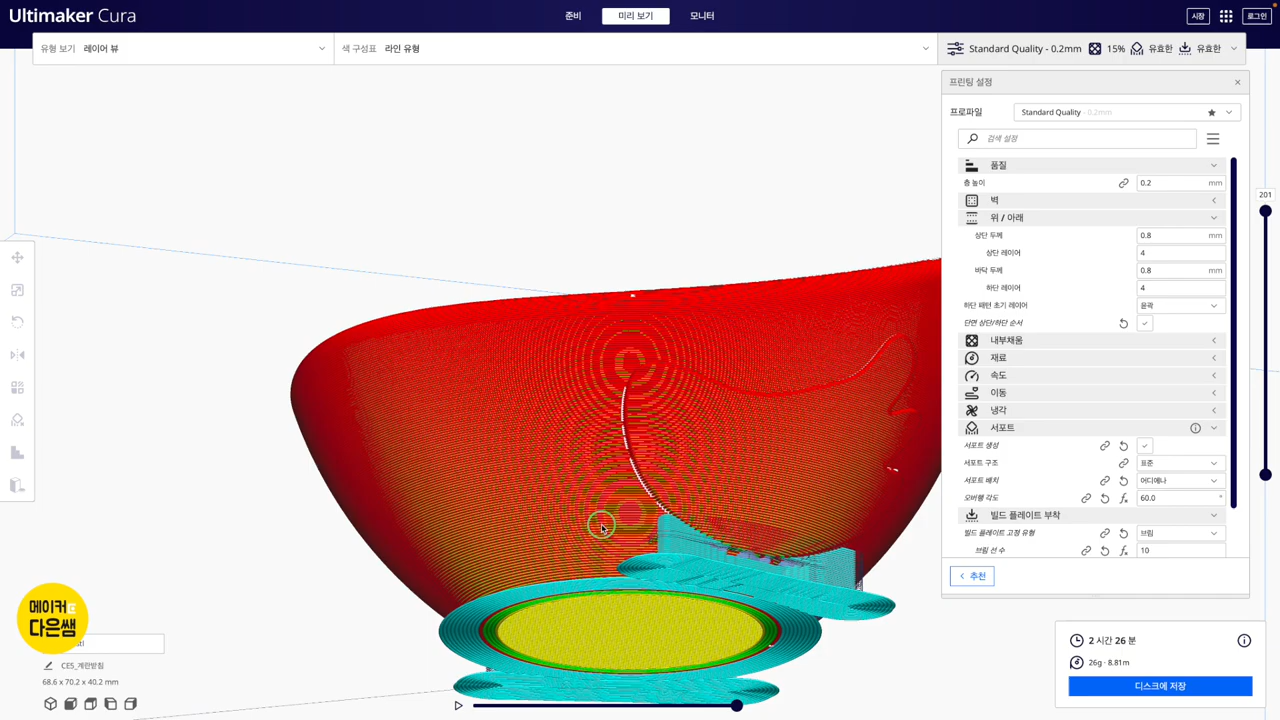 Ultimaker Cura
준비
미리 보기
모니터
시장
로그인
유형 보기 레이어 뷰
색 구성표 라인 유형
Standard Quality - 0.2mm 15% 유효한 유효한
프린팅 설정
프로파일 Standard Quality - 0.2mm
검색 설정
품질
층 높이 0.2 mm
벽
위 / 아래
상단 두께 0.8 mm
상단 레이어 4
바닥 두께 0.8 mm
하단 레이어 4
하단 패턴 초기 레이어 윤곽
단면 상단/하단 순서
내부채움
재료
속도
이동
냉각
서포트
서포트 생성
서포트 구조 표준
서포트 배치 어디에나
오버행 각도 60.0 °
빌드 플레이트 부착
빌드 플레이트 고정 유형 브림
브림 선 수 10
추천
201
메이커
다은쌤
CE5_계란받침
68.6 x 70.2 x 40.2 mm
2 시간 26 분
26g · 8.81m
디스크에 저장